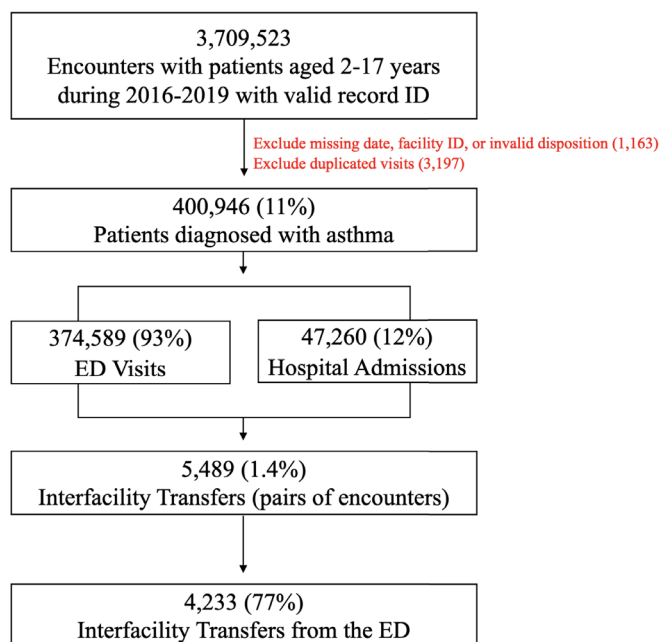 3,709,523
Encounters with patients aged 2-17 years
during 2016-2019 with valid record ID
Exclude missing date, facility ID, or invalid disposition (1,163)
Exclude duplicated visits (3,197)
400,946 (11%)
Patients diagnosed with asthma
374,589 (93%)
ED Visits
47,260 (12%)
Hospital Admissions
5,489 (1.4%)
Interfacility Transfers (pairs of encounters)
4,233 (77%)
Interfacility Transfers from the ED